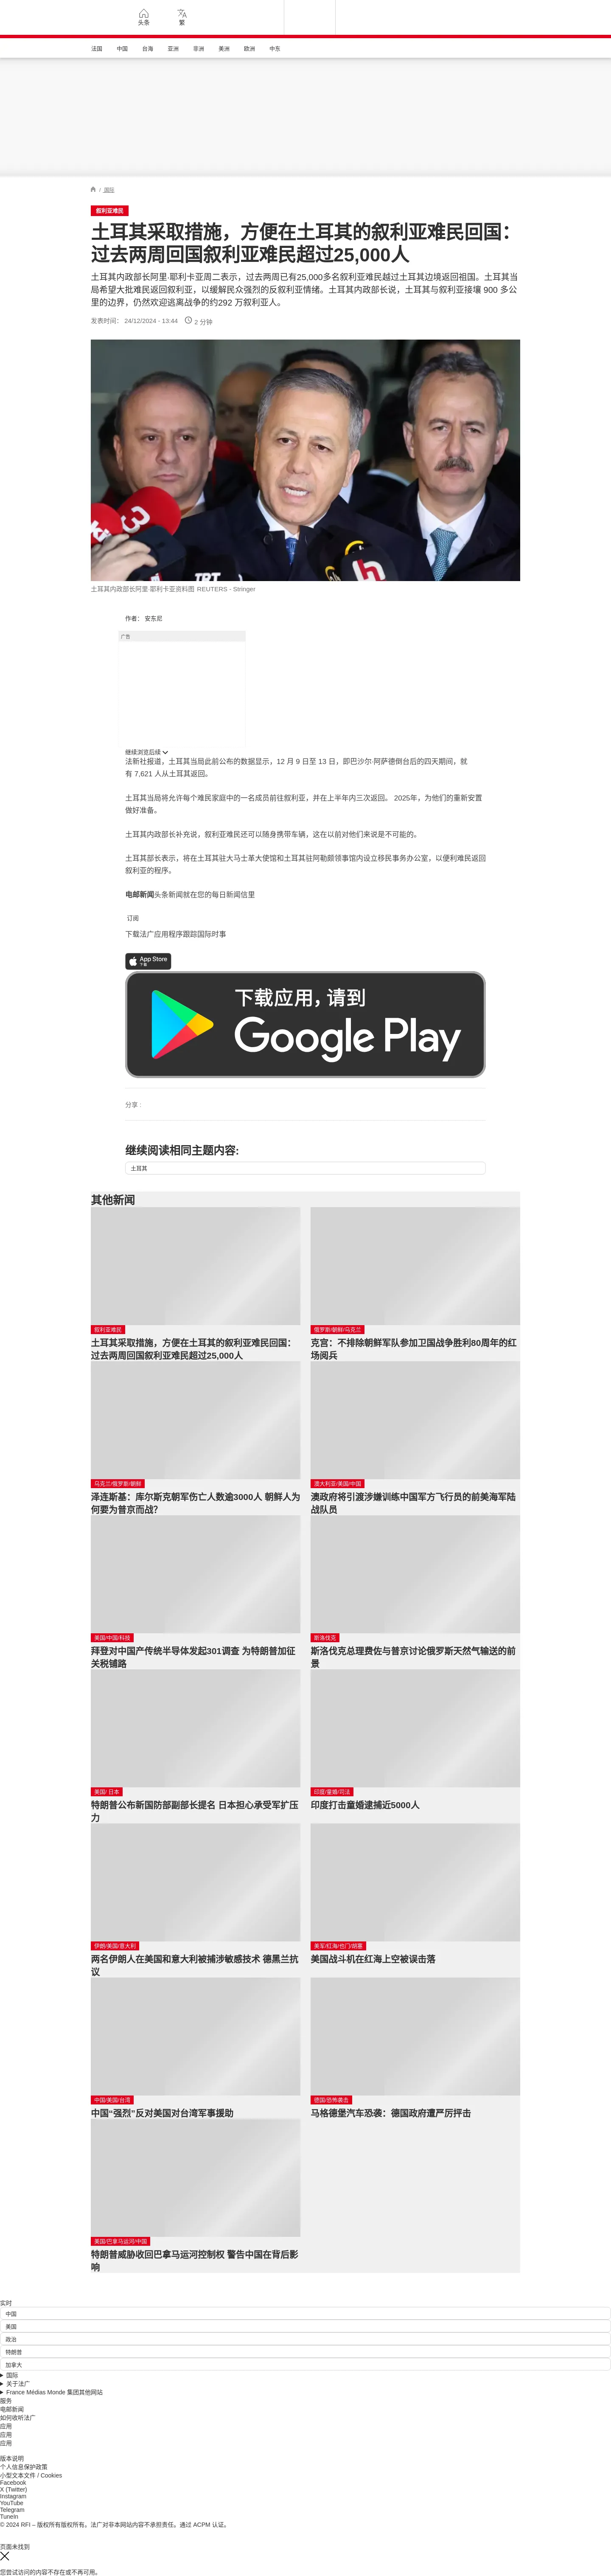 头条
繁
法国 中国 台海 亚洲 非洲 美洲 欧洲 中东
/ 国际
叙利亚难民
土耳其采取措施，方便在土耳其的叙利亚难民回国：
过去两周回国叙利亚难民超过25,000人
土耳其内政部长阿里·耶利卡亚周二表示，过去两周已有25,000多名叙利亚难民越过土耳其边境返回祖国。土耳其当
局希望大批难民返回叙利亚，以缓解民众强烈的反叙利亚情绪。土耳其内政部长说，土耳其与叙利亚接壤 900 多公
里的边界，仍然欢迎逃离战争的约292 万叙利亚人。
发表时间： 24/12/2024 - 13:44 2 分钟
土耳其内政部长阿里·耶利卡亚资料图 REUTERS - Stringer
作者： 安东尼
广告
继续浏览后续
法新社报道，土耳其当局此前公布的数据显示，12 月 9 日至 13 日，即巴沙尔·阿萨德倒台后的四天期间，就
有 7,621 人从土耳其返回。
土耳其当局将允许每个难民家庭中的一名成员前往叙利亚，并在上半年内三次返回。 2025年，为他们的重新安置
做好准备。
土耳其内政部长补充说，叙利亚难民还可以随身携带车辆，这在以前对他们来说是不可能的。
土耳其部长表示，将在土耳其驻大马士革大使馆和土耳其驻阿勒颇领事馆内设立移民事务办公室，以便利难民返回
叙利亚的程序。
电邮新闻头条新闻就在您的每日新闻信里
订阅
下载法广应用程序跟踪国际时事
App Store
下载
下载应用，请到
Google Play
分享 :
继续阅读相同主题内容:
土耳其
其他新闻
叙利亚难民
土耳其采取措施，方便在土耳其的叙利亚难民回国：
过去两周回国叙利亚难民超过25,000人
俄罗斯/朝鲜/乌克兰
克宫：不排除朝鲜军队参加卫国战争胜利80周年的红
场阅兵
乌克兰/俄罗斯/朝鲜
泽连斯基：库尔斯克朝军伤亡人数逾3000人 朝鲜人为
何要为普京而战？
澳大利亚/美国/中国
澳政府将引渡涉嫌训练中国军方飞行员的前美海军陆
战队员
美国/中国/科技
拜登对中国产传统半导体发起301调查 为特朗普加征
关税铺路
斯洛伐克
斯洛伐克总理费佐与普京讨论俄罗斯天然气输送的前
景
美国/ 日本
特朗普公布新国防部副部长提名 日本担心承受军扩压
力
印度/童婚/司法
印度打击童婚逮捕近5000人
伊朗/美国/意大利
两名伊朗人在美国和意大利被捕涉敏感技术 德黑兰抗
议
美军/红海/也门/胡塞
美国战斗机在红海上空被误击落
中国/美国/台湾
中国“强烈”反对美国对台湾军事援助
德国/恐怖袭击
马格德堡汽车恐袭：德国政府遭严厉抨击
美国/巴拿马运河/中国
特朗普威胁收回巴拿马运河控制权 警告中国在背后影
响
实时
中国
美国
政治
特朗普
加拿大
国际
关于法广
France Médias Monde 集团其他网站
服务
电邮新闻
如何收听法广
应用
应用
应用
版本说明
个人信息保护政策
小型文本文件 / Cookies
Facebook
X (Twitter)
Instagram
YouTube
Telegram
TuneIn
© 2024 RFI – 版权所有版权所有。法广对非本网站内容不承担责任。通过 ACPM 认证。
页面未找到
您尝试访问的内容不存在或不再可用。